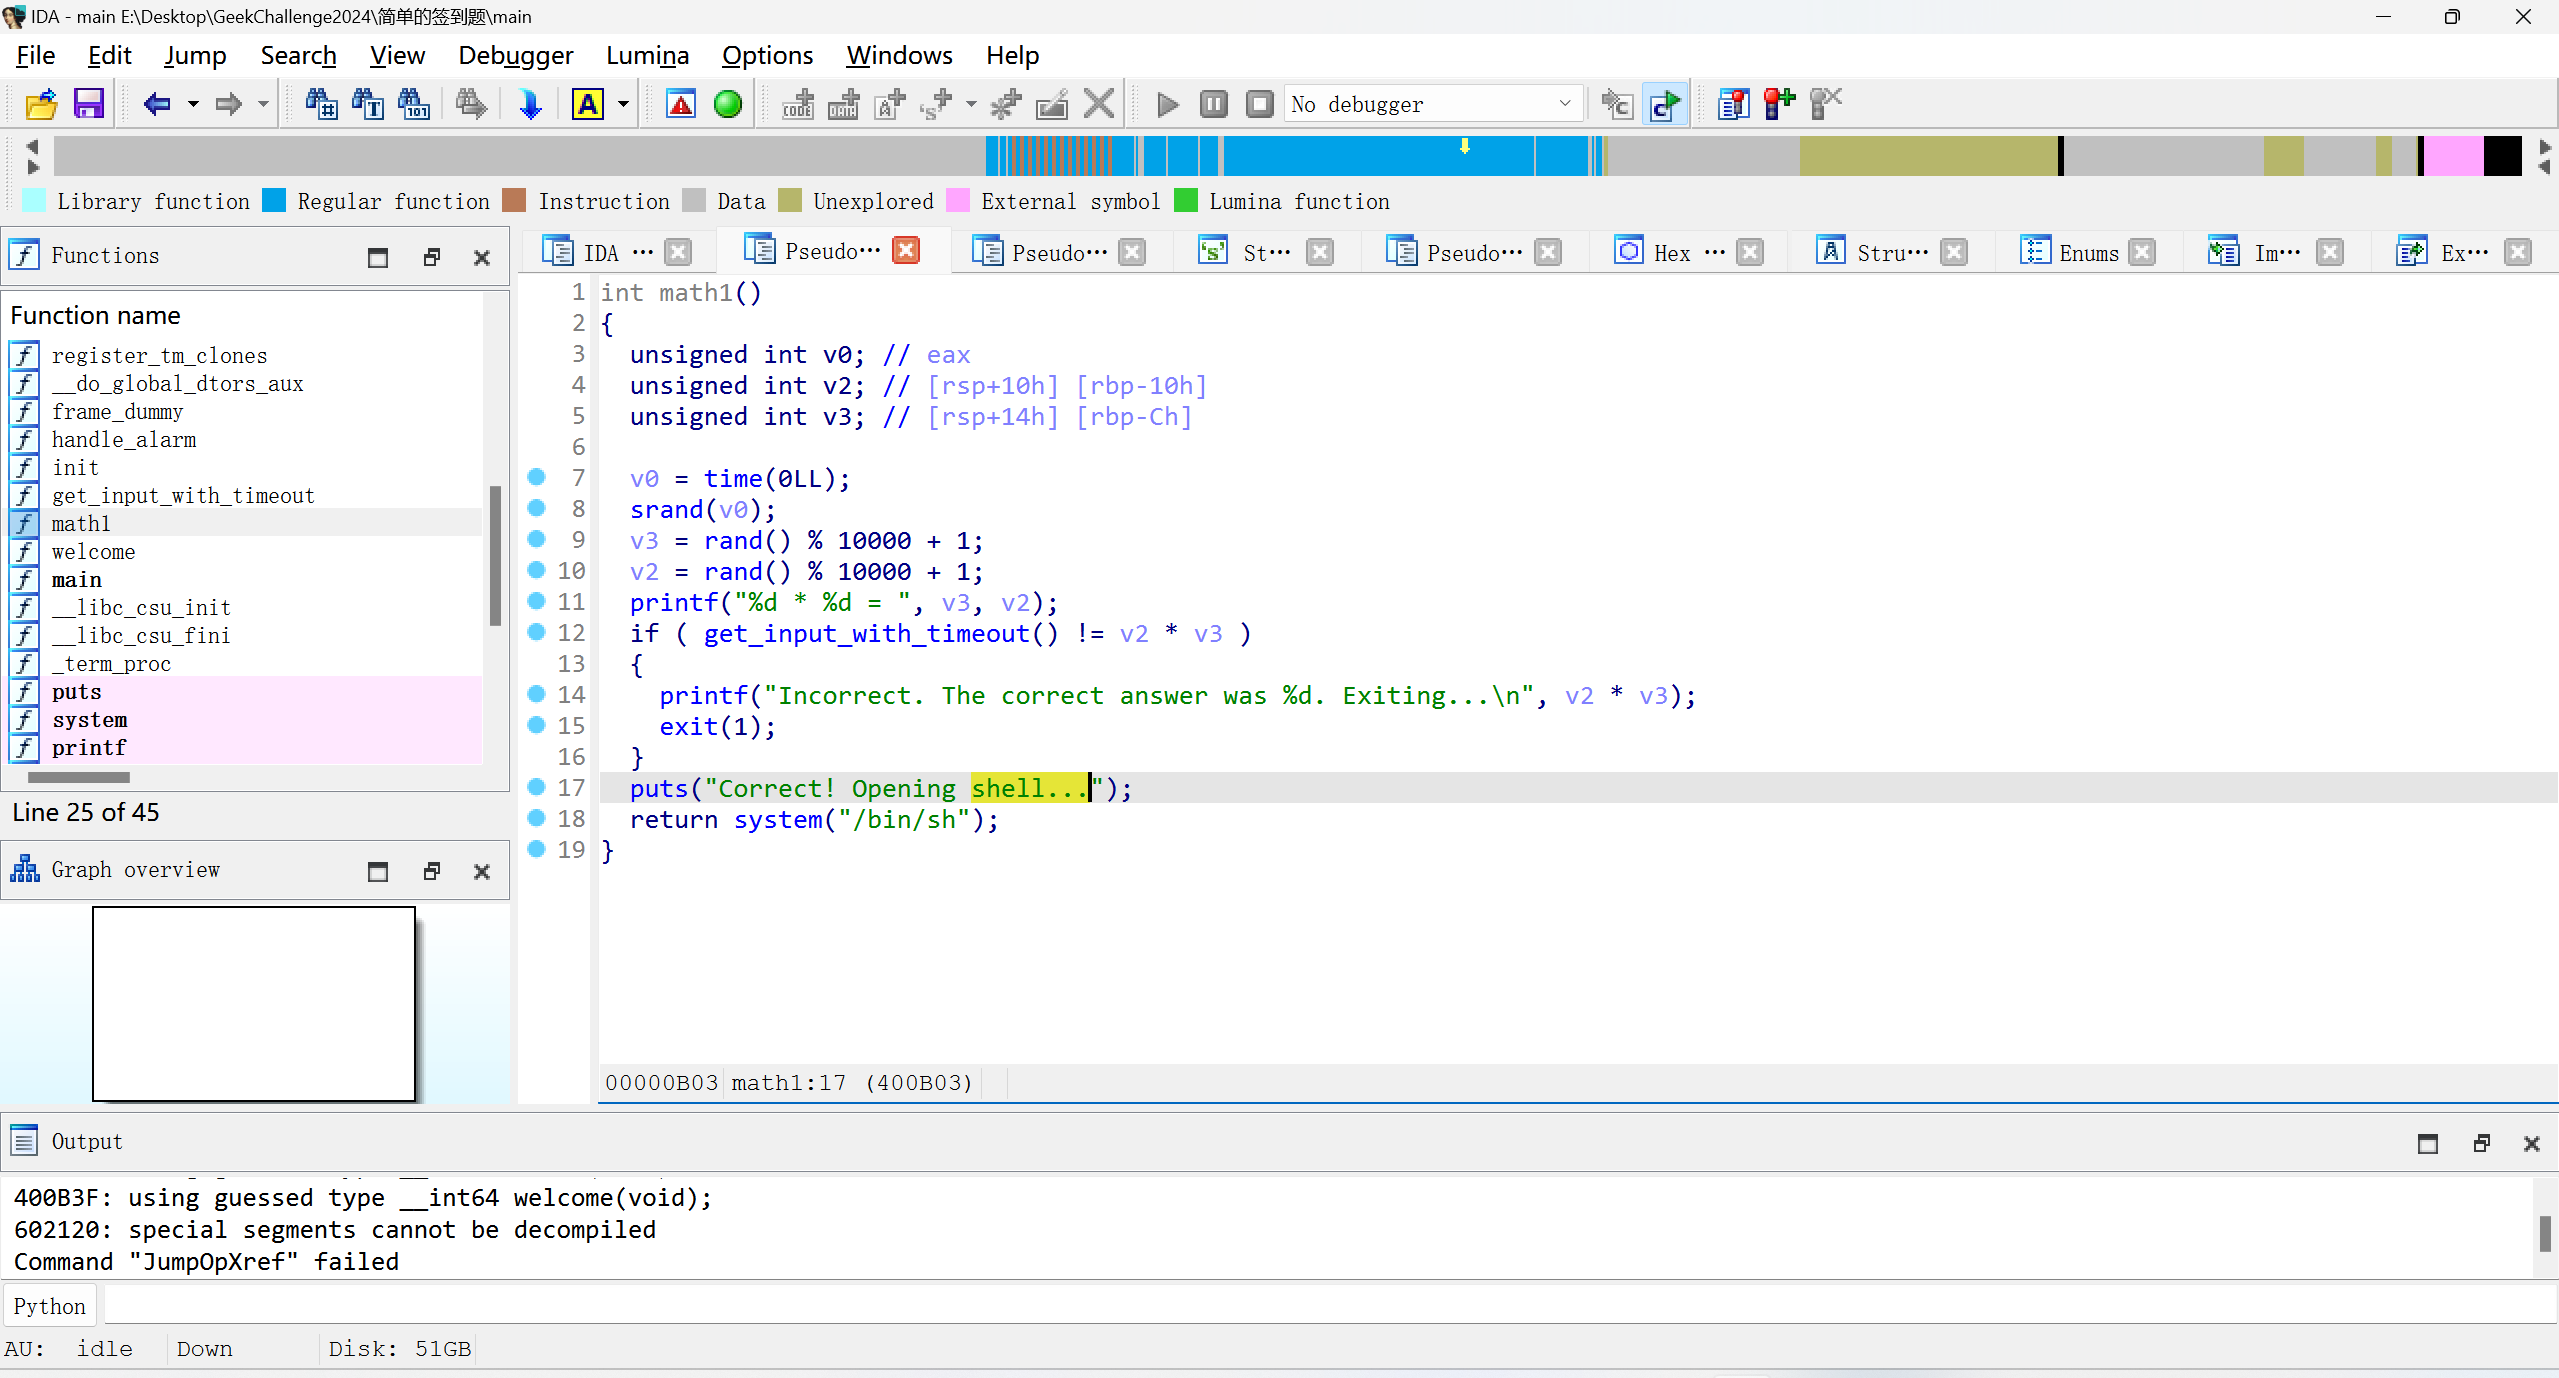 IDA - main E:\Desktop\GeekChallenge2024\简单的签到题\main
File Edit Jump Search View Debugger Lumina Options Windows Help
No debugger
Library function Regular function Instruction Data Unexplored External symbol Lumina function
Functions
IDA ··· Pseudo··· Pseudo··· St··· Pseudo··· Hex ··· Stru··· Enums Im··· Ex···
Function name
register_tm_clones
__do_global_dtors_aux
frame_dummy
handle_alarm
init
get_input_with_timeout
math1
welcome
main
__libc_csu_init
__libc_csu_fini
_term_proc
puts
system
printf
Line 25 of 45
Graph overview
1 int math1()
2 {
3 unsigned int v0; // eax
4 unsigned int v2; // [rsp+10h] [rbp-10h]
5 unsigned int v3; // [rsp+14h] [rbp-Ch]
6
7 v0 = time(0LL);
8 srand(v0);
9 v3 = rand() % 10000 + 1;
10 v2 = rand() % 10000 + 1;
11 printf("%d * %d = ", v3, v2);
12 if ( get_input_with_timeout() != v2 * v3 )
13 {
14 printf("Incorrect. The correct answer was %d. Exiting...\n", v2 * v3);
15 exit(1);
16 }
17 puts("Correct! Opening shell...");
18 return system("/bin/sh");
19 }
00000B03 math1:17 (400B03)
Output
400B3F: using guessed type __int64 welcome(void);
602120: special segments cannot be decompiled
Command "JumpOpXref" failed
Python
AU: idle Down Disk: 51GB